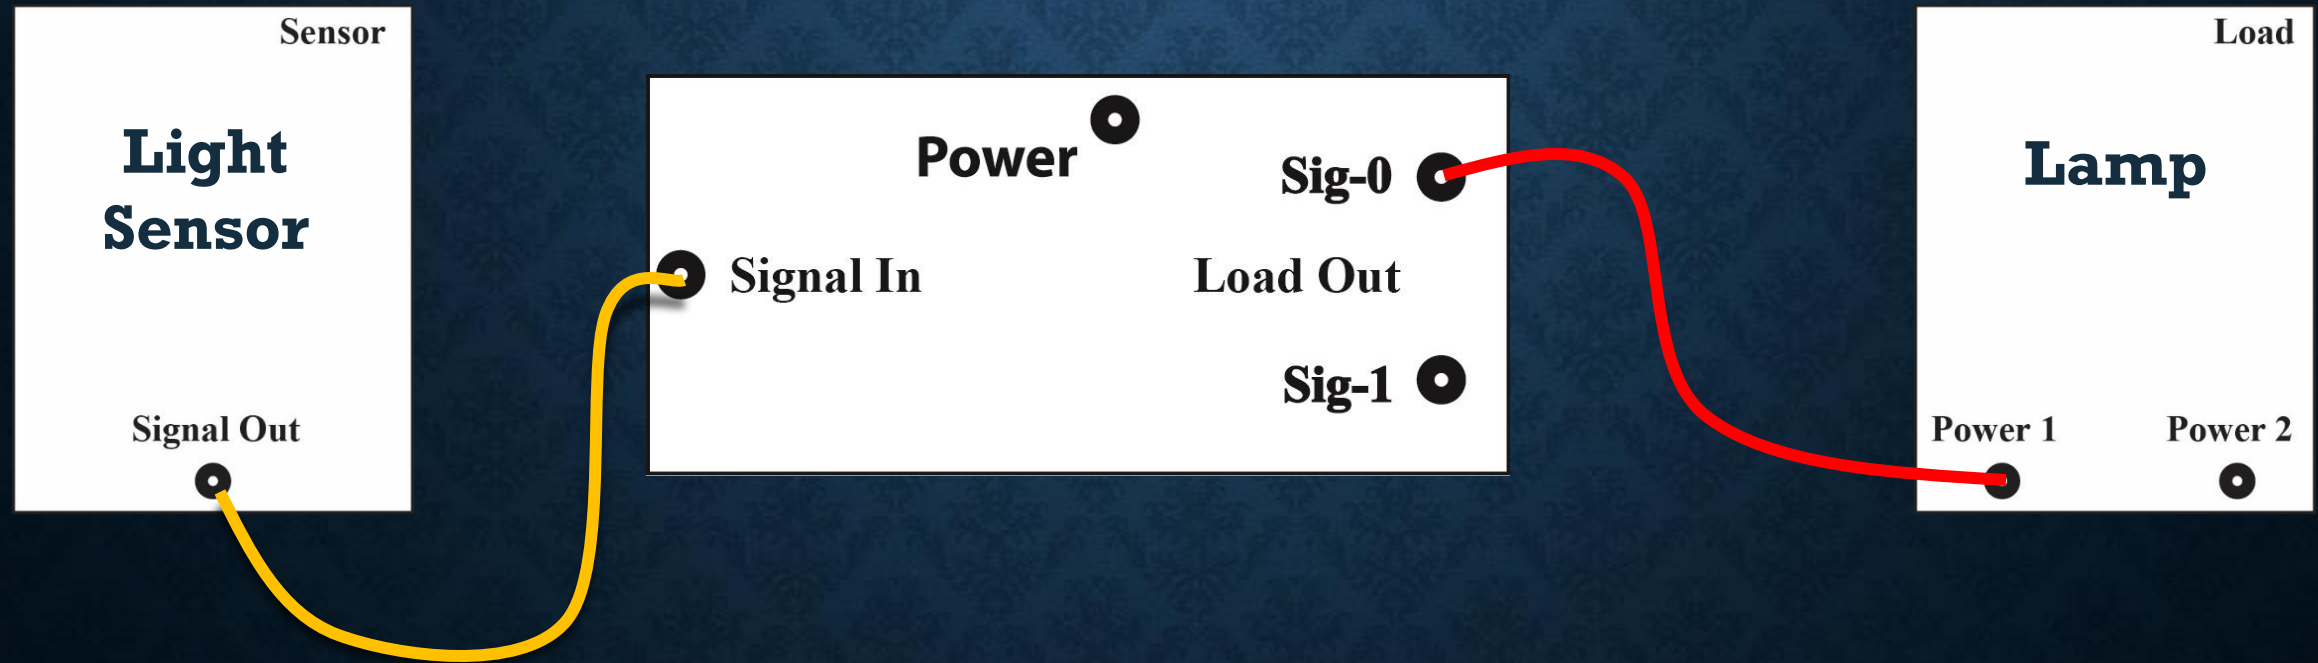 Sensor
Light
Sensor
Signal Out
Power
Sig-0
Signal In
Load Out
Sig-1
Load
Lamp
Power 1
Power 2